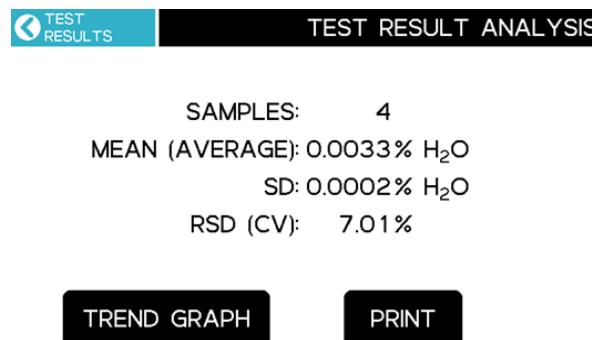 TEST
RESULTS
TEST RESULT ANALYSIS
SAMPLES: 4
MEAN (AVERAGE): 0.0033% H₂O
SD: 0.0002% H₂O
RSD (CV): 7.01%
TREND GRAPH
PRINT